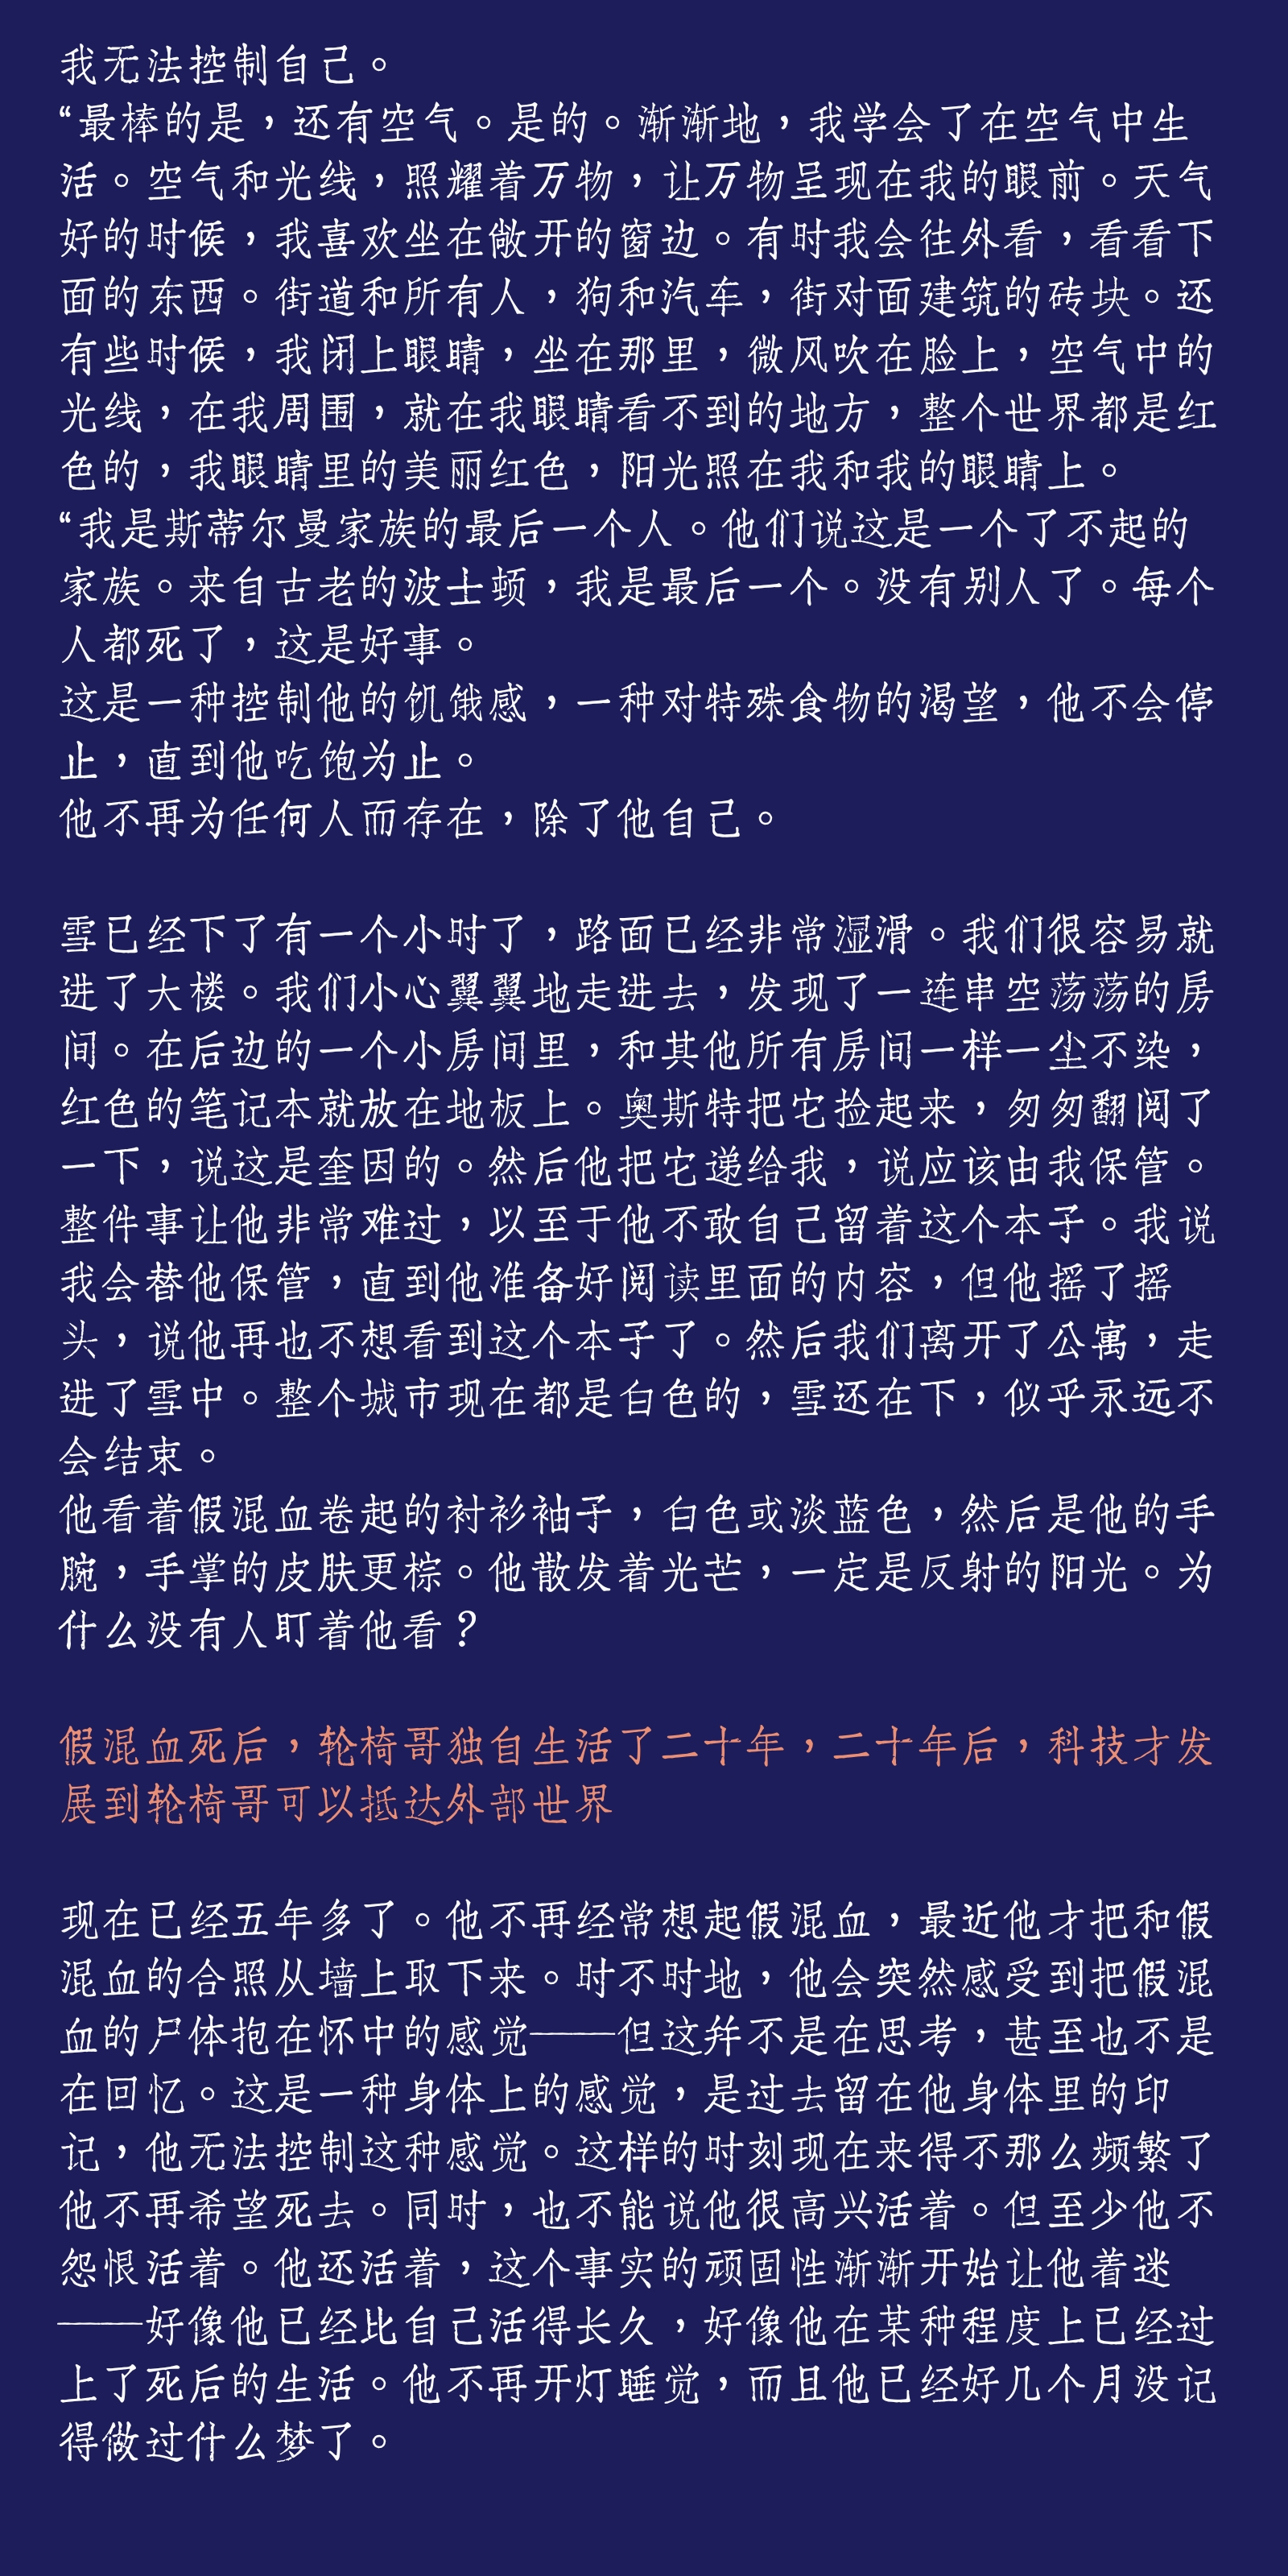 我无法控制自己。
“最棒的是，还有空气。是的。渐渐地，我学会了在空气中生
活。空气和光线，照耀着万物，让万物呈现在我的眼前。天气
好的时候，我喜欢坐在敞开的窗边。有时我会往外看，看看下
面的东西。街道和所有人，狗和汽车，街对面建筑的砖块。还
有些时候，我闭上眼睛，坐在那里，微风吹在脸上，空气中的
光线，在我周围，就在我眼睛看不到的地方，整个世界都是红
色的，我眼睛里的美丽红色，阳光照在我和我的眼睛上。
“我是斯蒂尔曼家族的最后一个人。他们说这是一个了不起的
家族。来自古老的波士顿，我是最后一个。没有别人了。每个
人都死了，这是好事。
这是一种控制他的饥饿感，一种对特殊食物的渴望，他不会停
止，直到他吃饱为止。
他不再为任何人而存在，除了他自己。
雪已经下了有一个小时了，路面已经非常湿滑。我们很容易就
进了大楼。我们小心翼翼地走进去，发现了一连串空荡荡的房
间。在后边的一个小房间里，和其他所有房间一样一尘不染，
红色的笔记本就放在地板上。奥斯特把它捡起来，匆匆翻阅了
一下，说这是奎因的。然后他把它递给我，说应该由我保管。
整件事让他非常难过，以至于他不敢自己留着这个本子。我说
我会替他保管，直到他准备好阅读里面的内容，但他摇了摇
头，说他再也不想看到这个本子了。然后我们离开了公寓，走
进了雪中。整个城市现在都是白色的，雪还在下，似乎永远不
会结束。
他看着假混血卷起的衬衫袖子，白色或淡蓝色，然后是他的手
腕，手掌的皮肤更棕。他散发着光芒，一定是反射的阳光。为
什么没有人盯着他看？
假混血死后，轮椅哥独自生活了二十年，二十年后，科技才发
展到轮椅哥可以抵达外部世界
现在已经五年多了。他不再经常想起假混血，最近他才把和假
混血的合照从墙上取下来。时不时地，他会突然感受到把假混
血的尸体抱在怀中的感觉——但这并不是在思考，甚至也不是
在回忆。这是一种身体上的感觉，是过去留在他身体里的印
记，他无法控制这种感觉。这样的时刻现在来得不那么频繁了
他不再希望死去。同时，也不能说他很高兴活着。但至少他不
怨恨活着。他还活着，这个事实的顽固性渐渐开始让他着迷
——好像他已经比自己活得长久，好像他在某种程度上已经过
上了死后的生活。他不再开灯睡觉，而且他已经好几个月没记
得做过什么梦了。